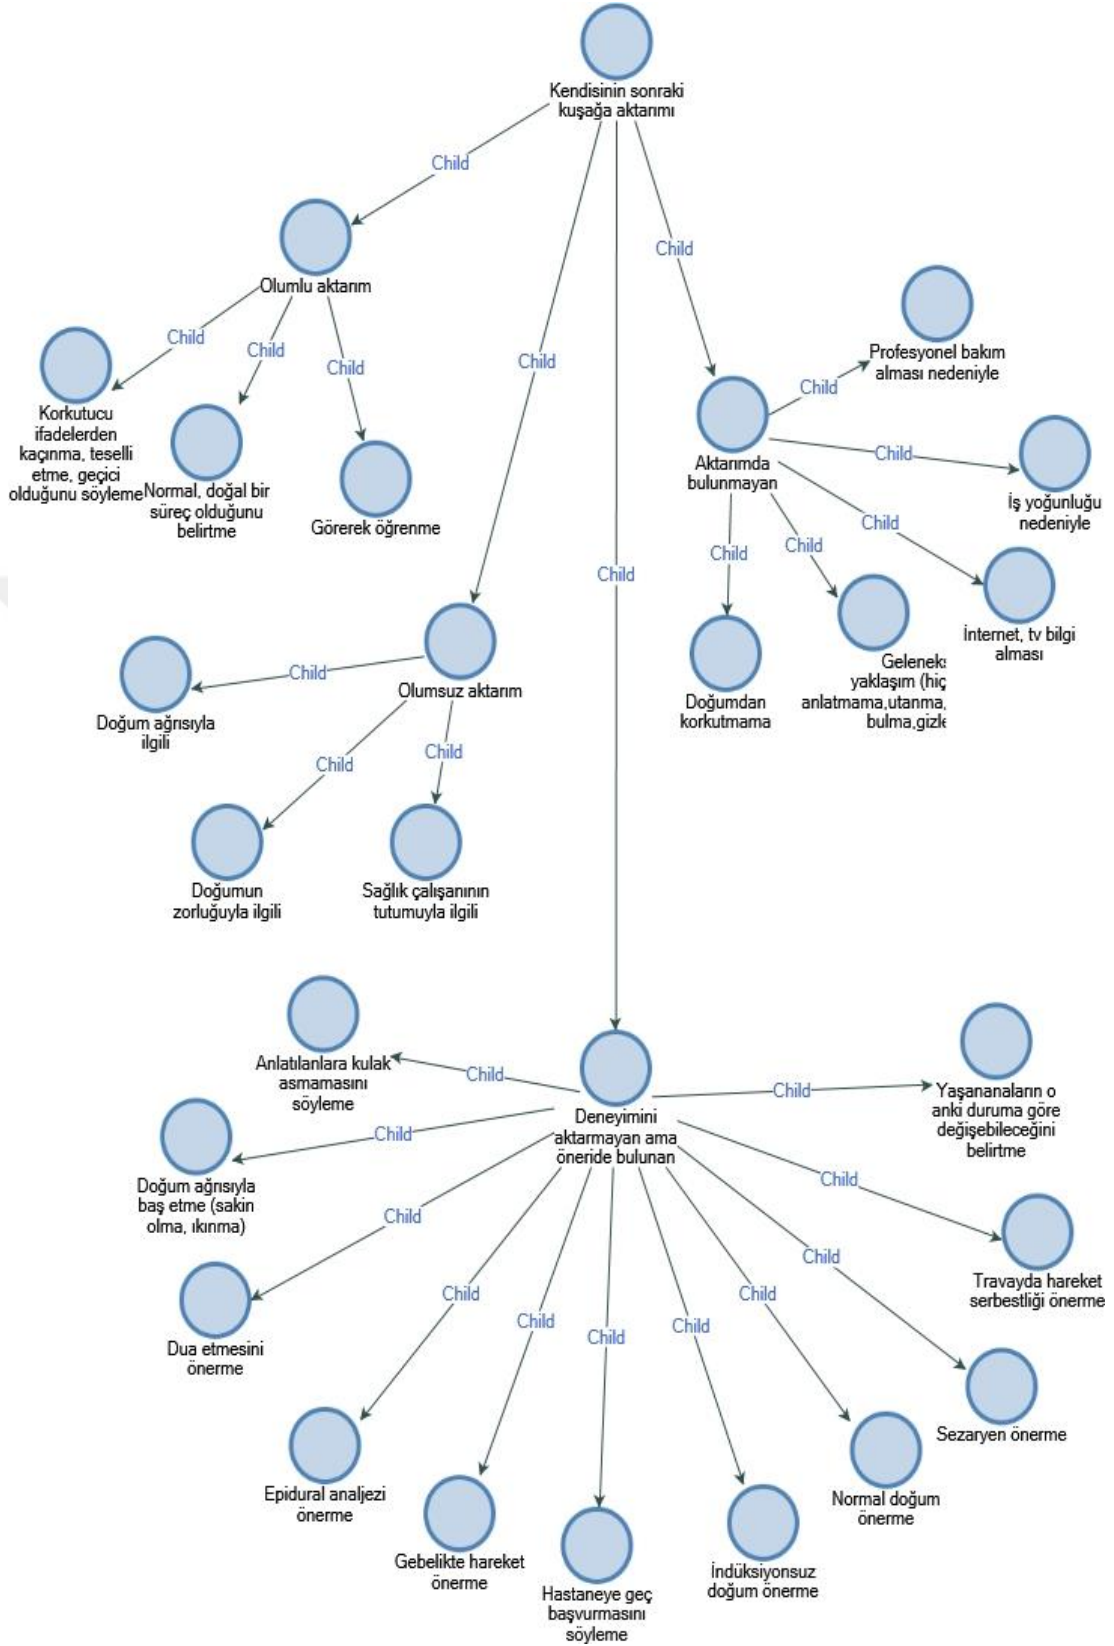 Kendisinin sonraki
kuşağa aktarımı
Child
Child
Child
Child
Olumlu aktarım
Child
Child
Child
Korkutucu
ifadelerden
kaçınma, teselli
etme, geçici
olduğunu söyleme
Normal, doğal bir
süreç olduğunu
belirtme
Görerek öğrenme
Aktarımda
bulunmayan
Child
Child
Child
Child
Child
Profesyonel bakım
alması nedeniyle
İş yoğunluğu
nedeniyle
İnternet, tv bilgi
alması
yaklaşım (hiç
anlatmama,utanma,
Doğumdan
korkutmama
Olumsuz aktarım
Child
Child
Child
Doğum ağrısıyla
ilgili
Doğumun
zorluğuyla ilgili
Sağlık çalışanının
tutumuyla ilgili
Deneyimini
aktarmayan ama
öneride bulunan
Child
Child
Child
Child
Child
Child
Child
Child
Child
Child
Child
Anlatılanlara kulak
asmamasını
söyleme
Yaşananaların o
anki duruma göre
değişebileceğini
belirtme
Doğum ağrısıyla
baş etme (sakin
olma, ıkınma)
Travayda hareket
serbestliği önerme
Dua etmesini
önerme
Sezaryen önerme
Epidural analjezi
önerme
Gebelikte hareket
önerme
Hastaneye geç
başvurmasını
söyleme
İndüksiyonsuz
doğum önerme
Normal doğum
önerme